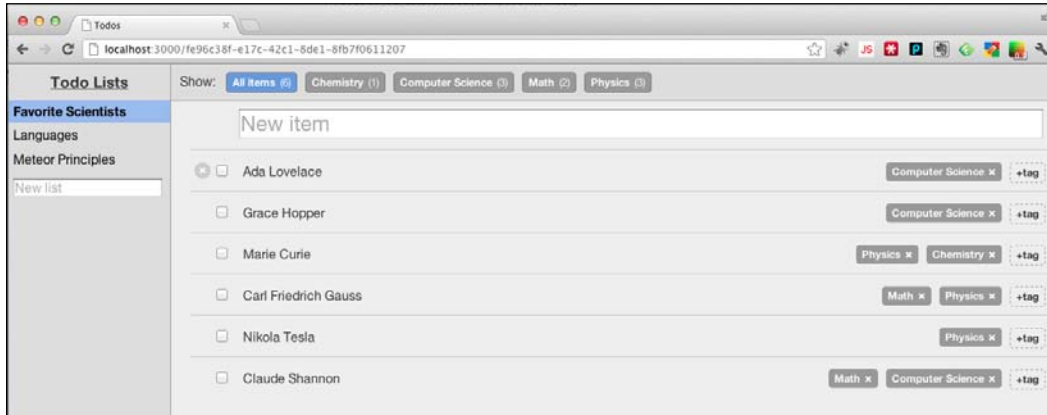 Todos
localhost:3000/fe96c38f-e17c-42c1-8de1-8fb7f0611207
JS
P
Todo Lists
Show: All items (6) Chemistry (1) Computer Science (3) Math (2) Physics (3)
Favorite Scientists
Languages
Meteor Principles
New list
New item
Ada Lovelace Computer Science × +tag
Grace Hopper Computer Science × +tag
Marie Curie Physics × Chemistry × +tag
Carl Friedrich Gauss Math × Physics × +tag
Nikola Tesla Physics × +tag
Claude Shannon Math × Computer Science × +tag